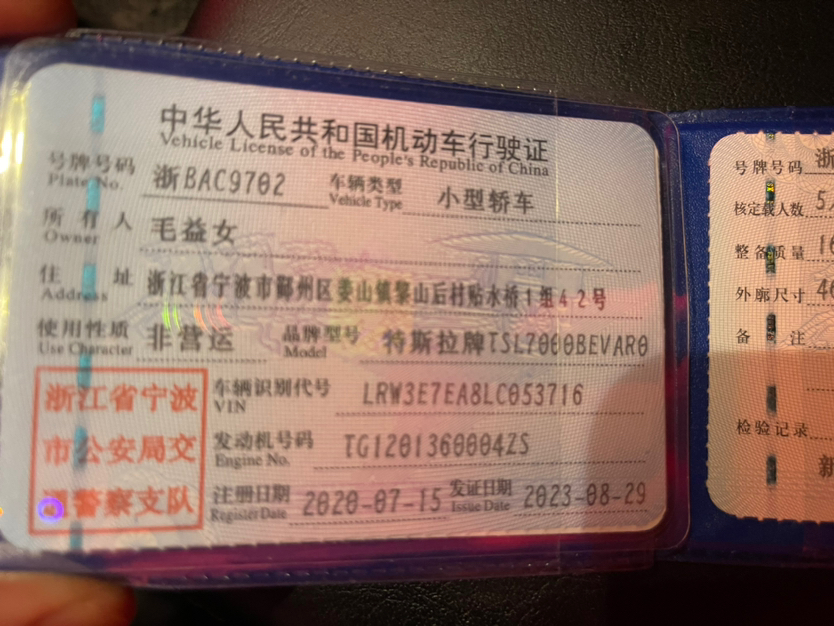 中华人民共和国机动车行驶证
Vehicle License of the People's Republic of China
号牌号码 浙BAC9702 车辆类型 小型轿车
Plate No. Vehicle Type
所有人 毛益女
Owner
住址 浙江省宁波市鄞州区姜山镇黎山后村贴水桥1组42号
Address
使用性质 非营运 品牌型号 特斯拉牌TSL7000BEVAR0
Use Character Model
浙江省宁波
市公安局交
通警察支队
车辆识别代号 LRW3E7EA8LC053716
VIN
发动机号码 TG1201360004ZS
Engine No.
注册日期 2020-07-15 发证日期 2023-08-29
Register Date Issue Date
号牌号码 浙
核定载人数 5
整备质量
外廓尺寸
备注
检验记录